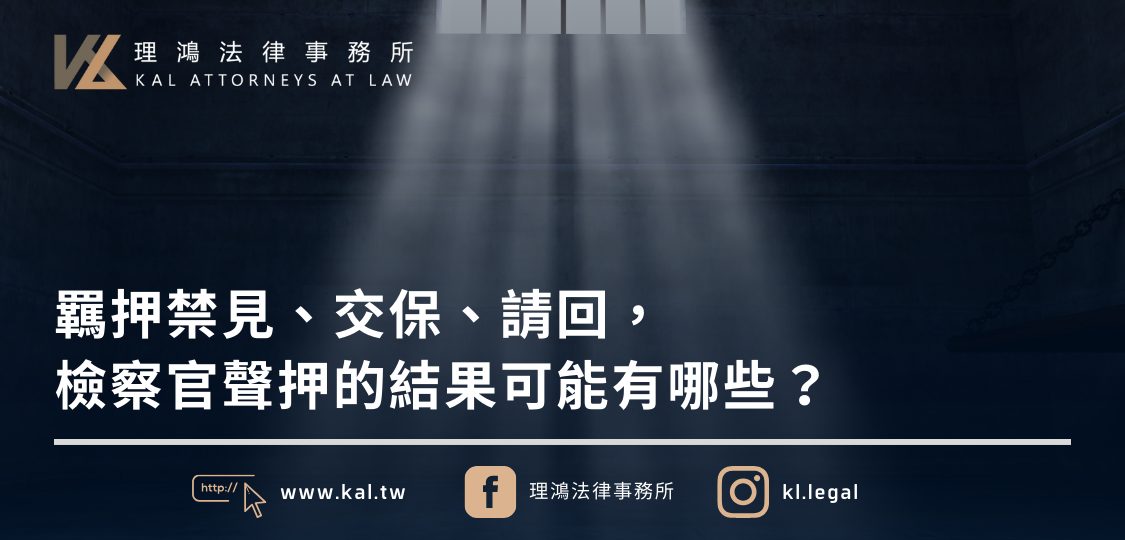 理鴻法律事務所
KAL ATTORNEYS AT LAW
羈押禁見、交保、請回，
檢察官聲押的結果可能有哪些？
http://
www.kal.tw
理鴻法律事務所
kl.legal